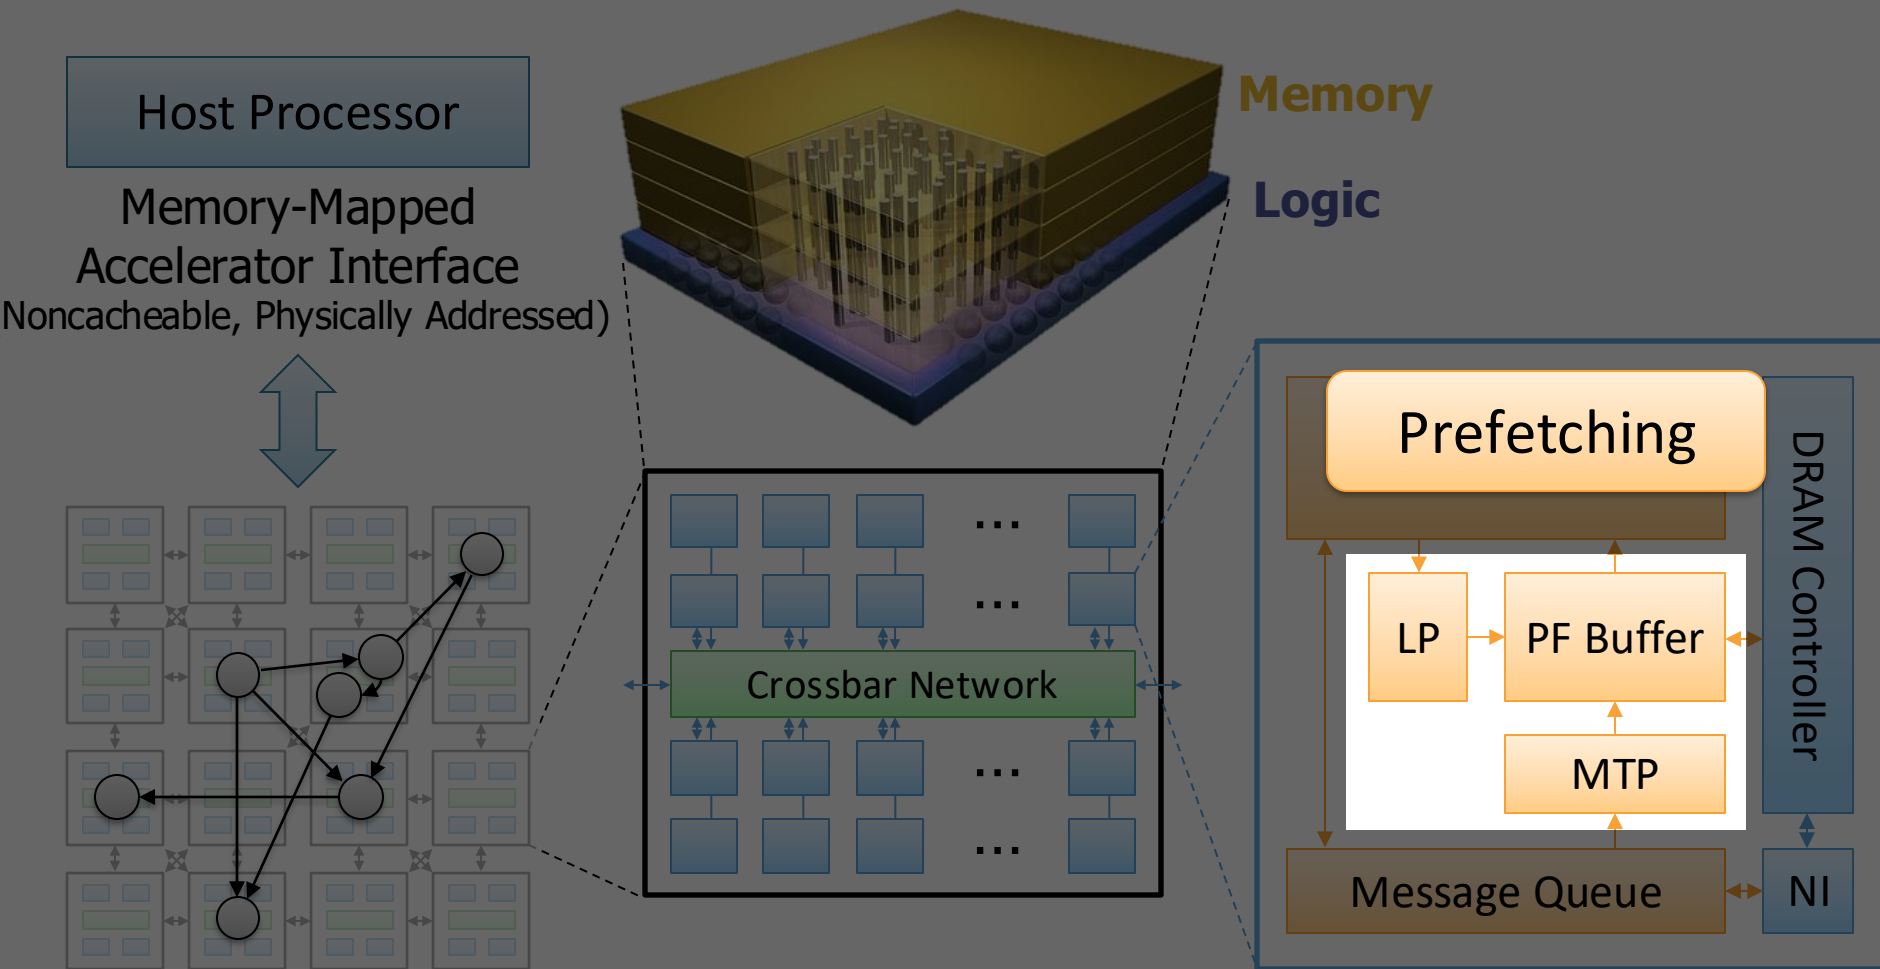 Host Processor
Memory-Mapped
Accelerator Interface
Noncacheable, Physically Addressed)
Memory
Logic
...
...
Crossbar Network
...
...
Prefetching
DRAM Controller
LP
PF Buffer
MTP
Message Queue
NI